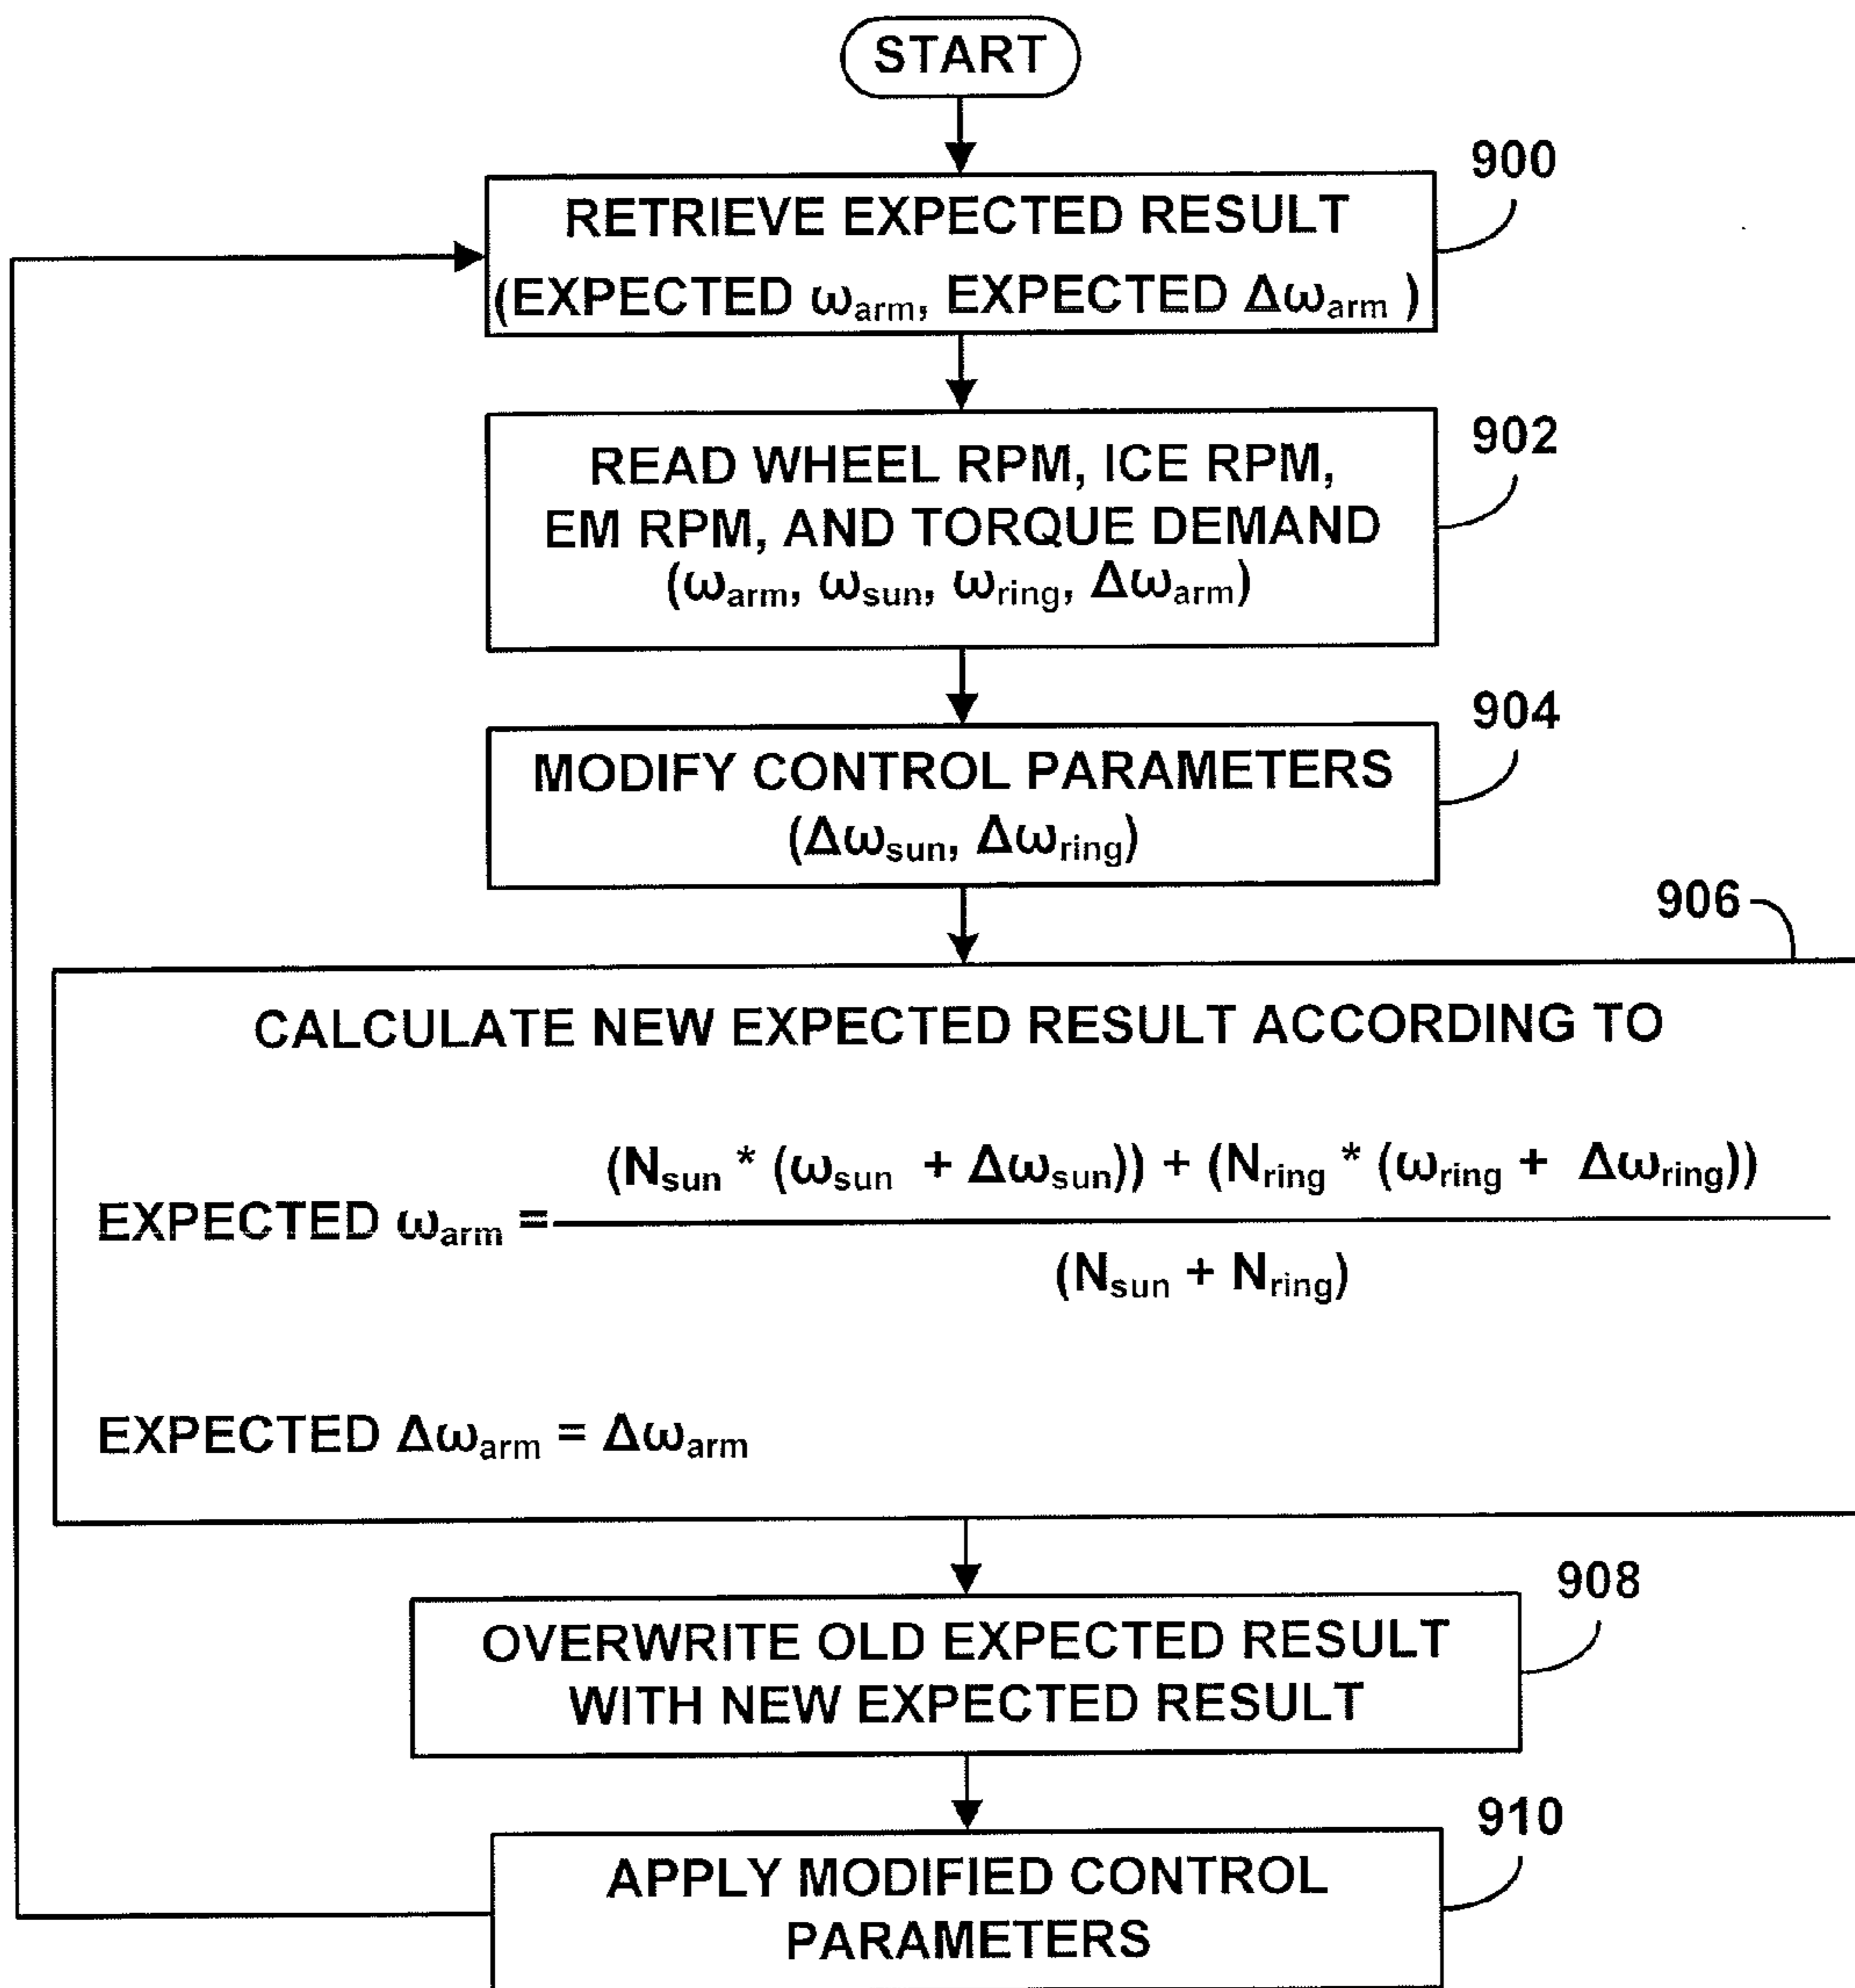 START
900
RETRIEVE EXPECTED RESULT
(EXPECTED ωarm, EXPECTED Δωarm )
902
READ WHEEL RPM, ICE RPM,
EM RPM, AND TORQUE DEMAND
(ωarm, ωsun, ωring, Δωarm)
904
MODIFY CONTROL PARAMETERS
(Δωsun, Δωring)
906
CALCULATE NEW EXPECTED RESULT ACCORDING TO
(Nsun * (ωsun + Δωsun)) + (Nring * (ωring + Δωring))
EXPECTED ωarm =
(Nsun + Nring)
EXPECTED Δωarm = Δωarm
908
OVERWRITE OLD EXPECTED RESULT
WITH NEW EXPECTED RESULT
910
APPLY MODIFIED CONTROL
PARAMETERS